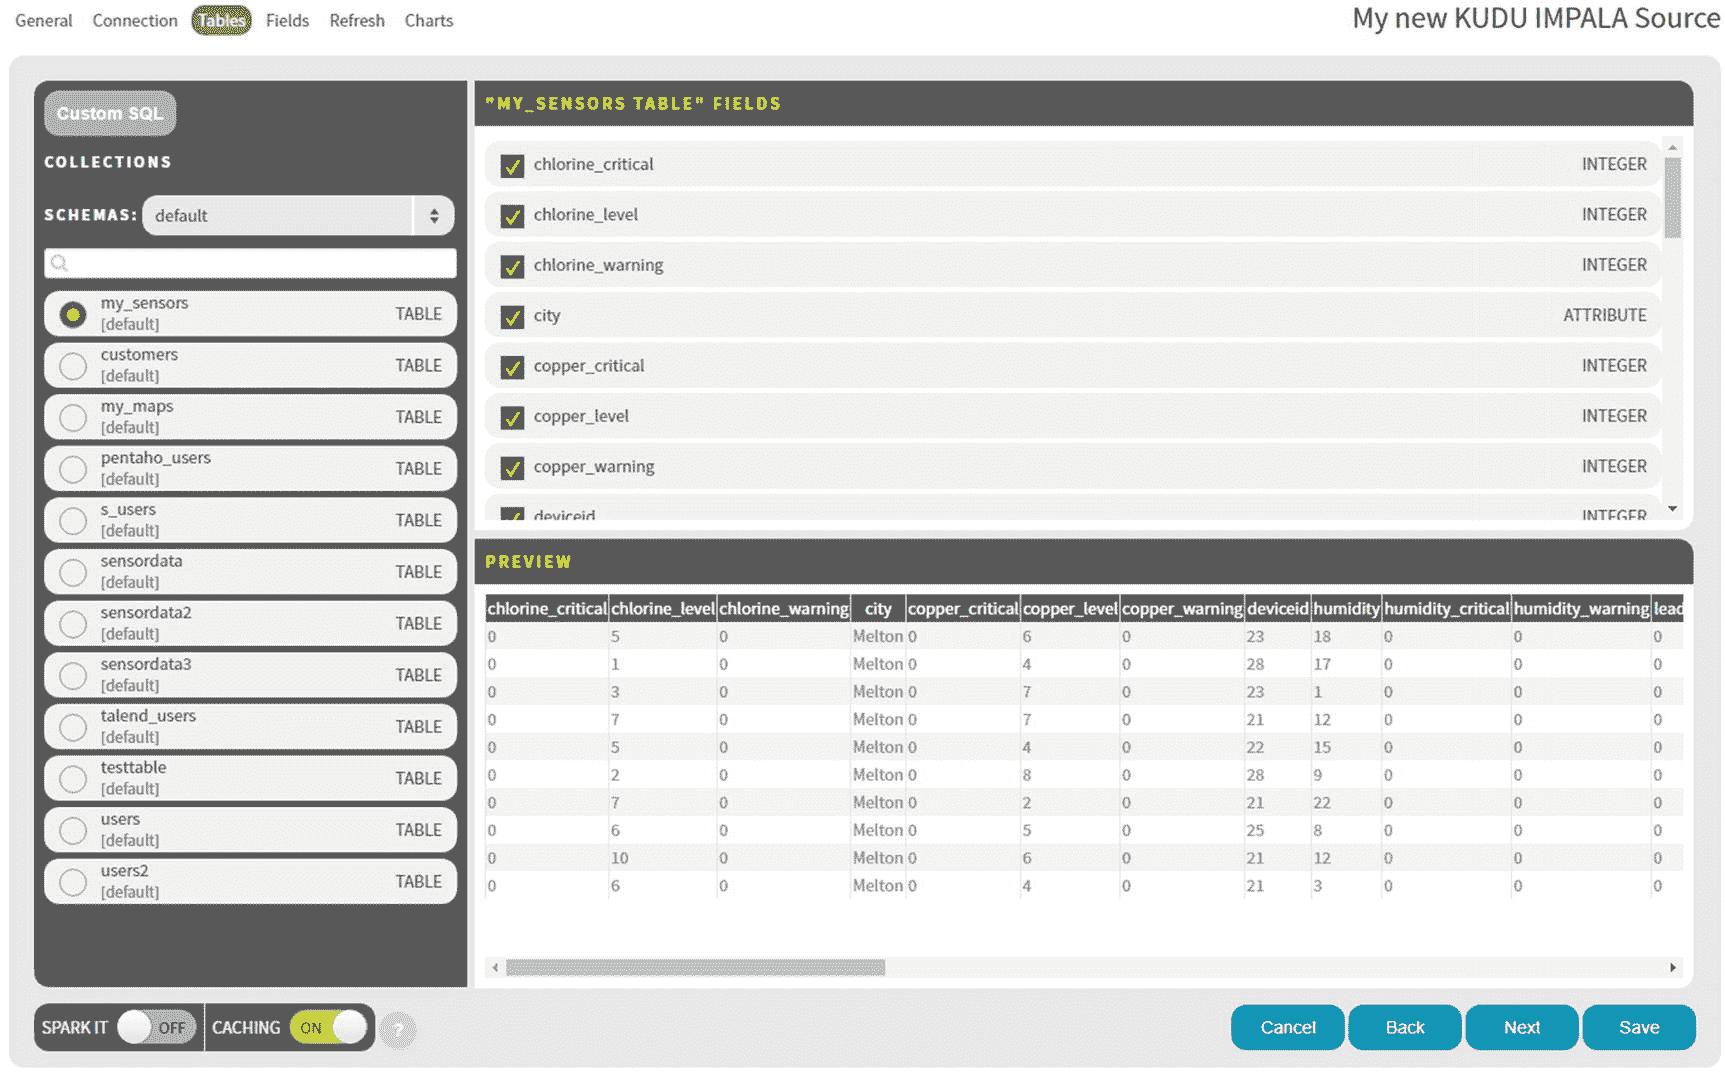 General Connection Tables Fields Refresh Charts
My new KUDU IMPALA Source
Custom SQL
COLLECTIONS
SCHEMAS: default
my_sensors
[default]
TABLE
customers
[default]
TABLE
my_maps
[default]
TABLE
pentaho_users
[default]
TABLE
s_users
[default]
TABLE
sensordata
[default]
TABLE
sensordata2
[default]
TABLE
sensordata3
[default]
TABLE
talend_users
[default]
TABLE
testtable
[default]
TABLE
users
[default]
TABLE
users2
[default]
TABLE
"MY_SENSORS TABLE" FIELDS
chlorine_critical INTEGER
chlorine_level INTEGER
chlorine_warning INTEGER
city ATTRIBUTE
copper_critical INTEGER
copper_level INTEGER
copper_warning INTEGER
deviceid INTEGER
PREVIEW
chlorine_critical chlorine_level chlorine_warning city copper_critical copper_level copper_warning deviceid humidity humidity_critical humidity_warning lead
0 5 0 Melton 0 6 0 23 18 0 0 0
0 1 0 Melton 0 4 0 28 17 0 0 0
0 3 0 Melton 0 7 0 23 1 0 0 0
0 7 0 Melton 0 7 0 21 12 0 0 0
0 5 0 Melton 0 4 0 22 15 0 0 0
0 2 0 Melton 0 8 0 28 9 0 0 0
0 7 0 Melton 0 2 0 21 22 0 0 0
0 6 0 Melton 0 5 0 25 8 0 0 0
0 10 0 Melton 0 6 0 21 12 0 0 0
0 6 0 Melton 0 4 0 21 3 0 0 0
SPARK IT OFF CACHING ON ?
Cancel Back Next Save